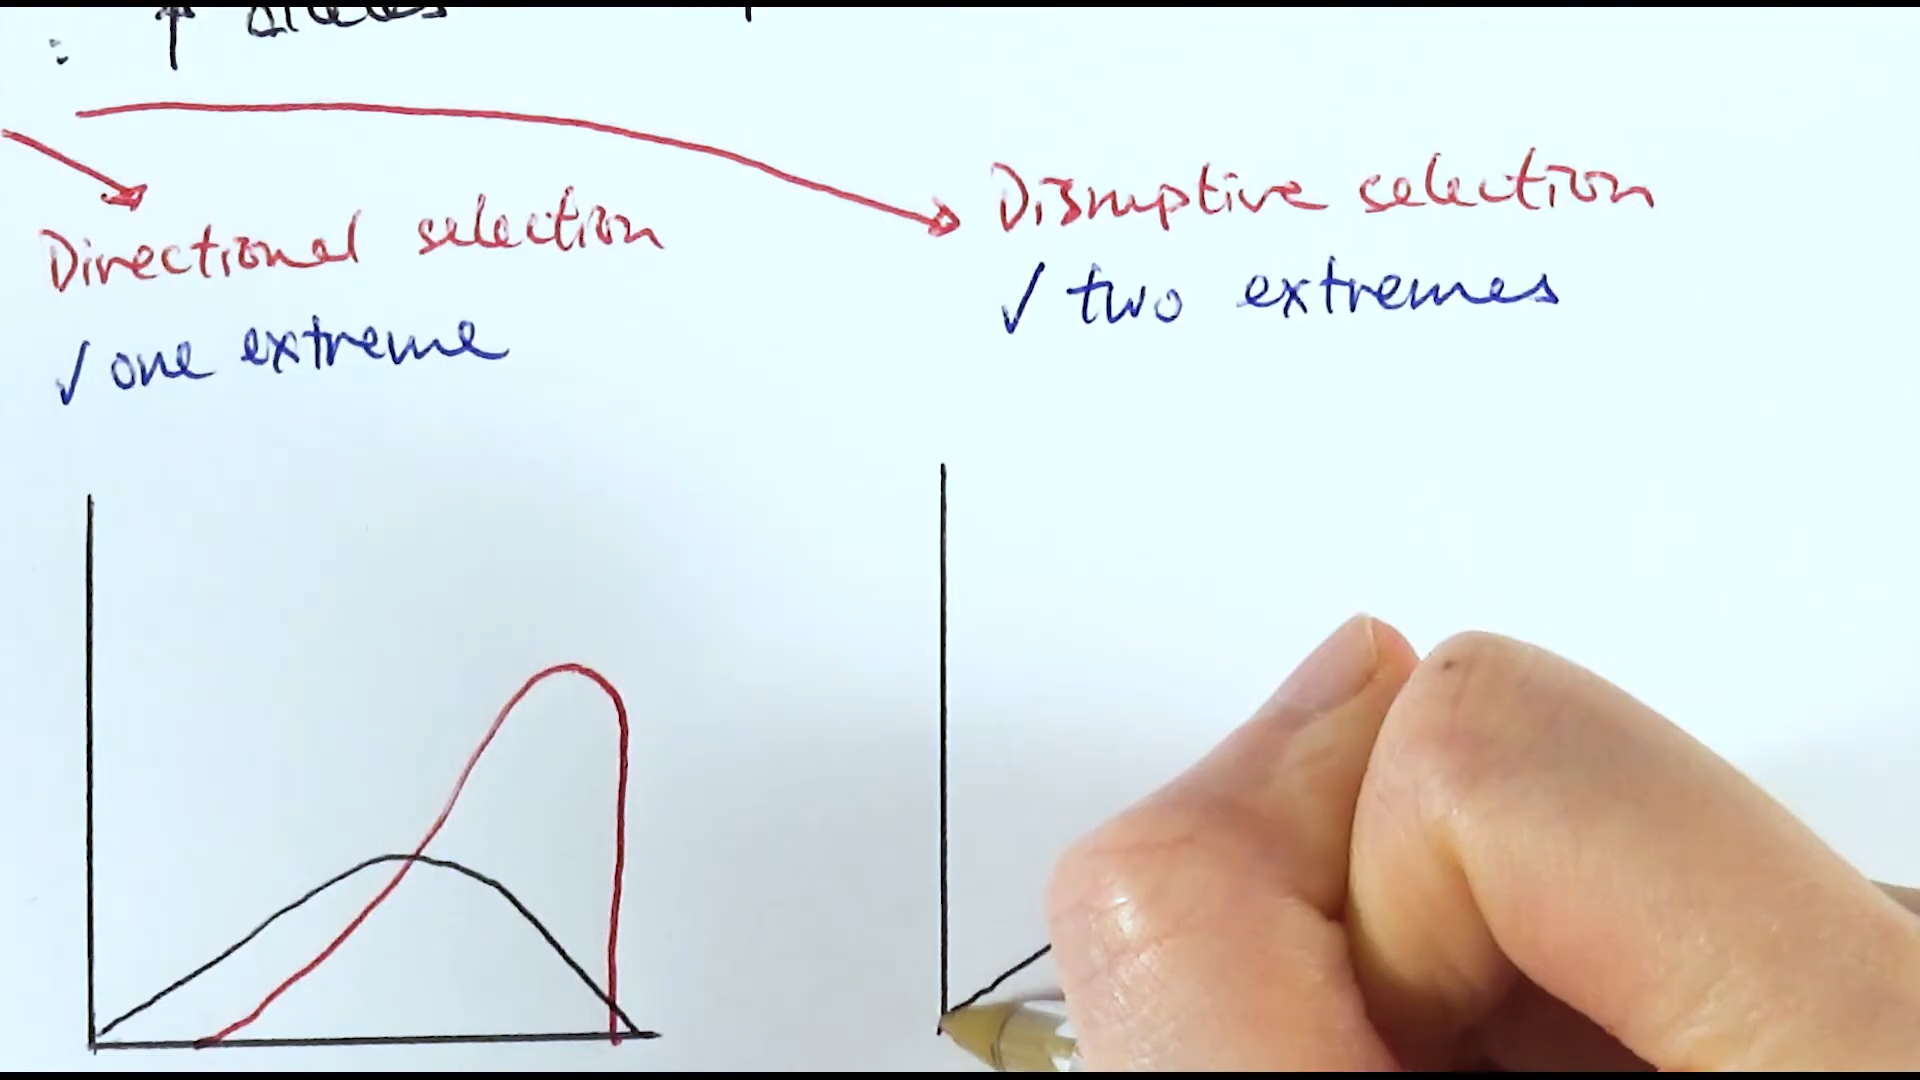 Directional selection
✓ one extreme
Disruptive selection
✓ two extremes